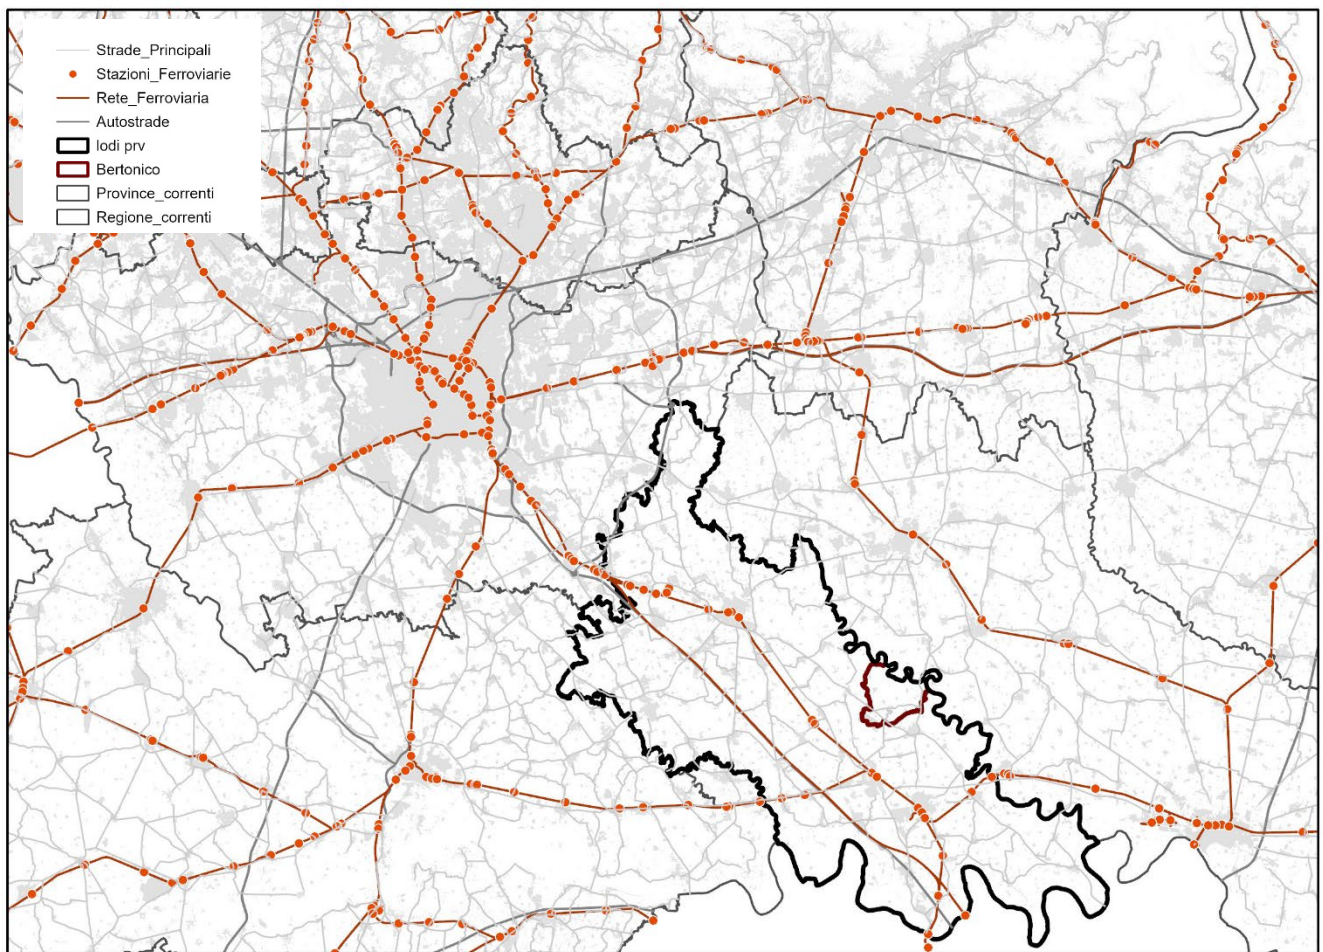 Strade_Principali
Stazioni_Ferroviarie
Rete_Ferroviaria
Autostrade
lodi prv
Bertonico
Province_correnti
Regione_correnti